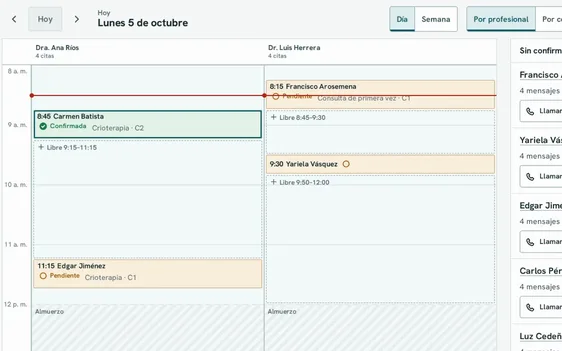 Hoy
Hoy
Lunes 5 de octubre
Día
Semana
Por profesional
Dra. Ana Ríos
4 citas
Dr. Luis Herrera
4 citas
8 a. m.
9 a. m.
10 a. m.
11 a. m.
12 p. m.
8:45 Carmen Batista
Confirmada Crioterapia · C2
+ Libre 9:15-11:15
11:15 Edgar Jiménez
Pendiente Crioterapia · C1
Almuerzo
8:15 Francisco Arosemena
Pendiente Consulta de primera vez · C1
+ Libre 8:45-9:30
9:30 Yariela Vásquez
+ Libre 9:50-12:00
Almuerzo
Sin confirm
Francisco
4 mensajes
Llamar
Yariela Vás
4 mensajes
Llamar
Edgar Jime
4 mensajes
Llamar
Carlos Pér
4 mensajes
Llamar
Luz Cedeñ